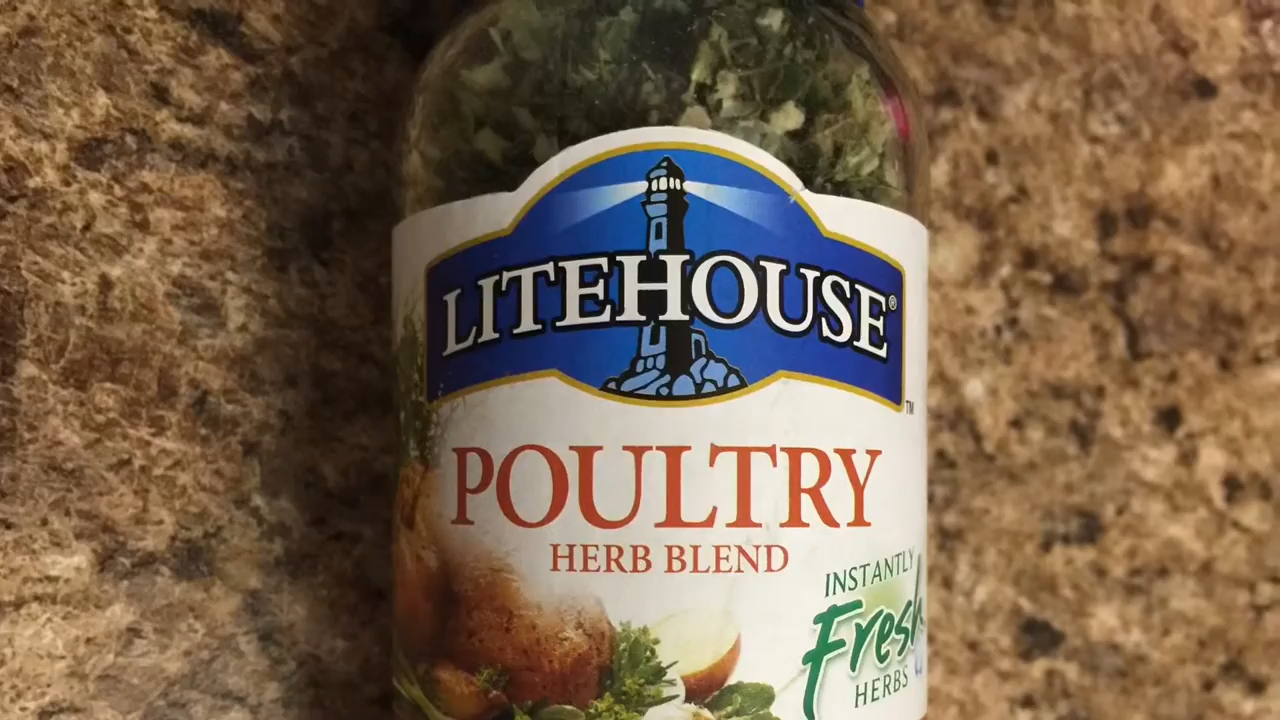 LITEHOUSE®
™
POULTRY
HERB BLEND
INSTANTLY
Fresh
HERBS